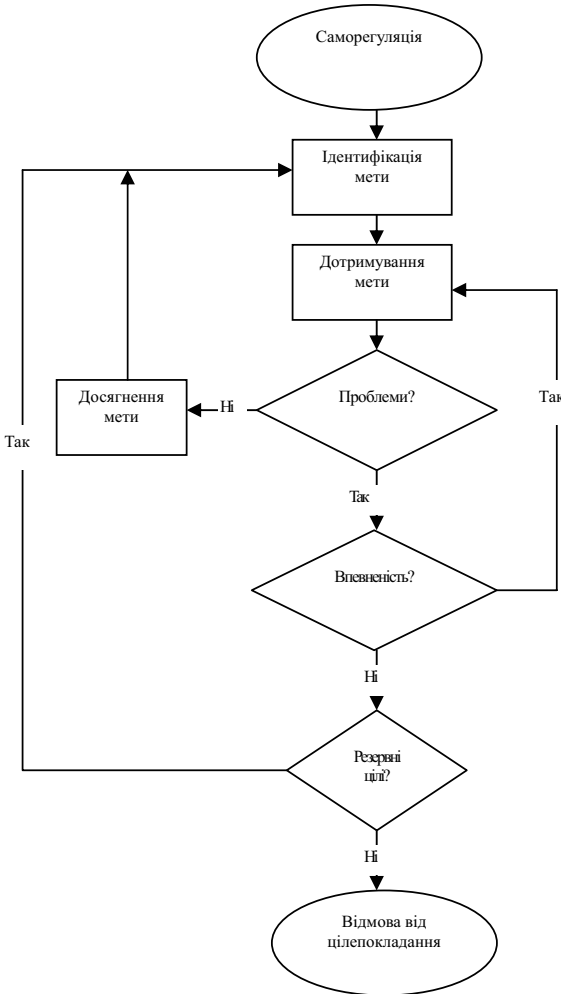 Саморегуляція
Ідентифікація
мети
Дотримування
мети
Досягнення
мети
Ні
Проблеми?
Так
Так
Так
Впевненість?
Ні
Резервні
цілі?
Ні
Відмова від
цілепокладання